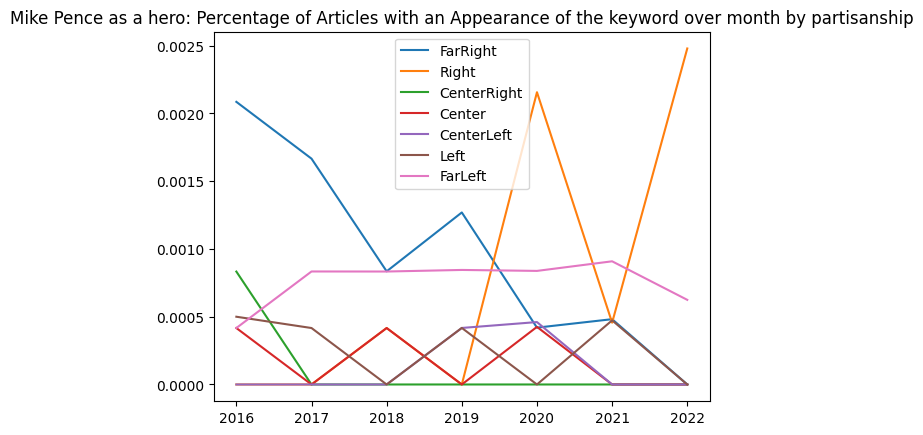 Mike Pence as a hero: Percentage of Articles with an Appearance of the keyword over month by partisanship
0.0025
0.0020
0.0015
0.0010
0.0005
0.0000
FarRight
Right
CenterRight
Center
CenterLeft
Left
FarLeft
2016 2017 2018 2019 2020 2021 2022